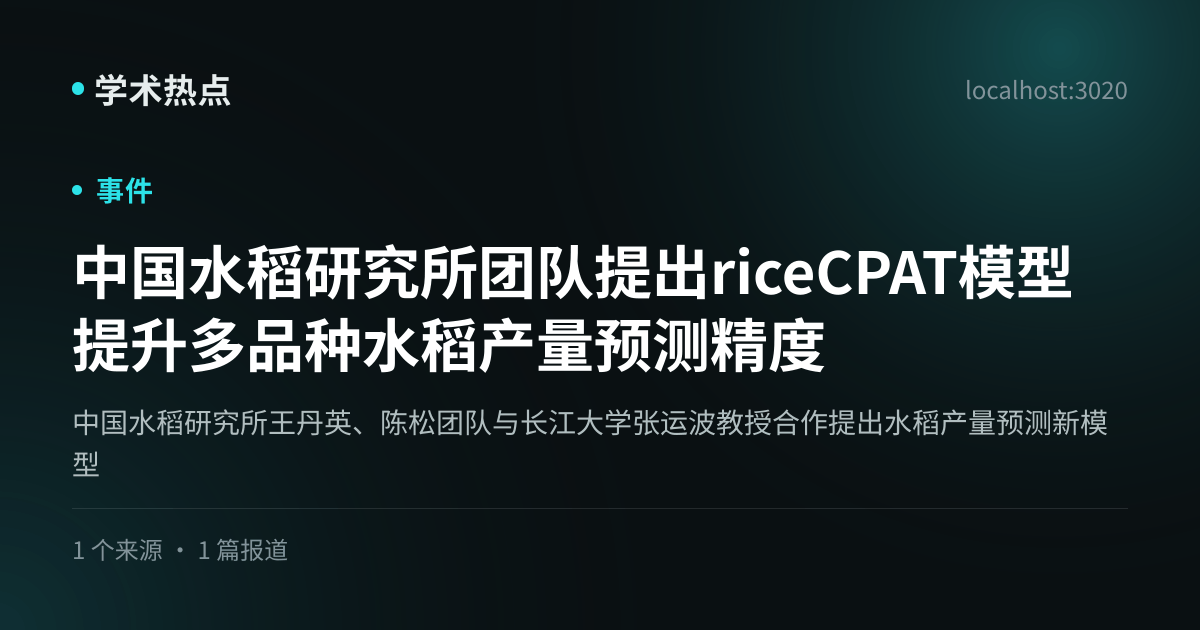 学术热点
localhost:3020
事件
中国水稻研究所团队提出riceCPAT模型
提升多品种水稻产量预测精度
中国水稻研究所王丹英、陈松团队与长江大学张运波教授合作提出水稻产量预测新模
型
1 个来源 · 1 篇报道